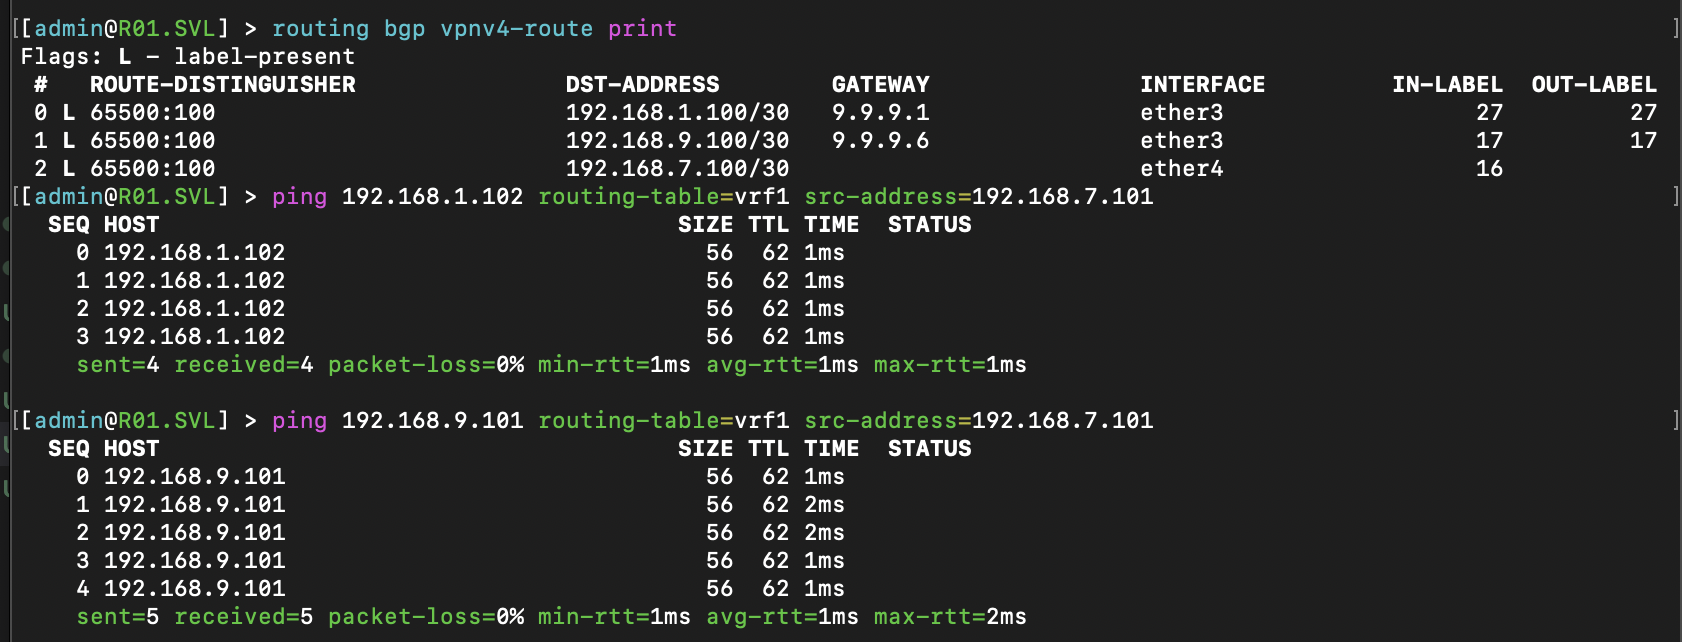 [[admin@R01.SVL] > routing bgp vpnv4-route print ]
Flags: L - label-present
# ROUTE-DISTINGUISHER DST-ADDRESS GATEWAY INTERFACE IN-LABEL OUT-LABEL
0 L 65500:100 192.168.1.100/30 9.9.9.1 ether3 27 27
1 L 65500:100 192.168.9.100/30 9.9.9.6 ether3 17 17
2 L 65500:100 192.168.7.100/30 ether4 16
[[admin@R01.SVL] > ping 192.168.1.102 routing-table=vrf1 src-address=192.168.7.101 ]
SEQ HOST SIZE TTL TIME STATUS
0 192.168.1.102 56 62 1ms
1 192.168.1.102 56 62 1ms
2 192.168.1.102 56 62 1ms
3 192.168.1.102 56 62 1ms
sent=4 received=4 packet-loss=0% min-rtt=1ms avg-rtt=1ms max-rtt=1ms
[[admin@R01.SVL] > ping 192.168.9.101 routing-table=vrf1 src-address=192.168.7.101 ]
SEQ HOST SIZE TTL TIME STATUS
0 192.168.9.101 56 62 1ms
1 192.168.9.101 56 62 2ms
2 192.168.9.101 56 62 2ms
3 192.168.9.101 56 62 1ms
4 192.168.9.101 56 62 1ms
sent=5 received=5 packet-loss=0% min-rtt=1ms avg-rtt=1ms max-rtt=2ms